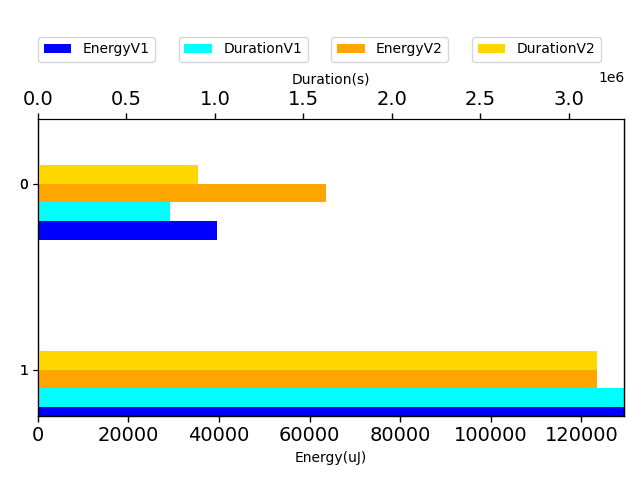 EnergyV1 DurationV1 EnergyV2 DurationV2
Duration(s)
1e6
0.0 0.5 1.0 1.5 2.0 2.5 3.0
0
1
0 20000 40000 60000 80000 100000 120000
Energy(uJ)